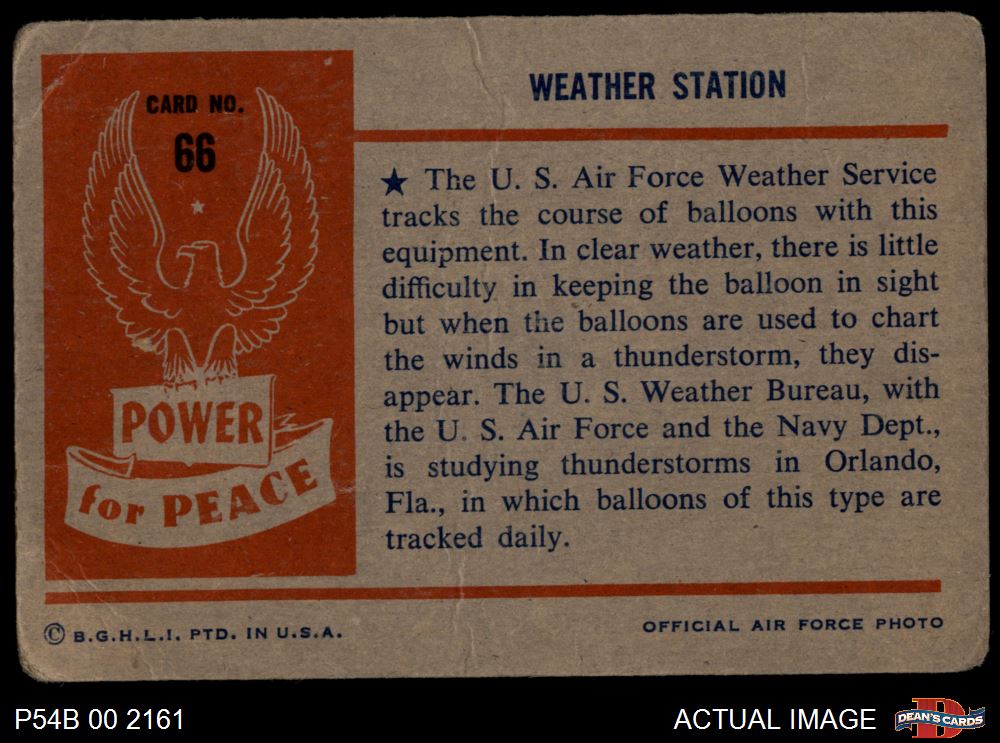 CARD NO.
66
POWER
for PEACE
WEATHER STATION
★ The U. S. Air Force Weather Service
tracks the course of balloons with this
equipment. In clear weather, there is little
difficulty in keeping the balloon in sight
but when the balloons are used to chart
the winds in a thunderstorm, they dis-
appear. The U. S. Weather Bureau, with
the U. S. Air Force and the Navy Dept.,
is studying thunderstorms in Orlando,
Fla., in which balloons of this type are
tracked daily.
© B.G.H.L.I. PTD. IN U.S.A.
OFFICIAL AIR FORCE PHOTO
P54B 00 2161
ACTUAL IMAGE
D
DEAN'S CARDS